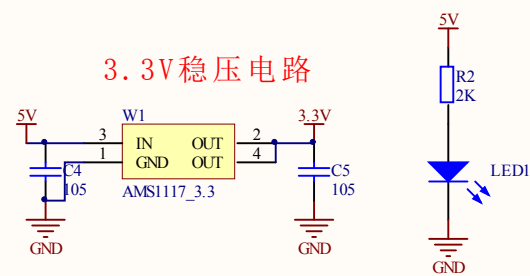 3.3V稳压电路
5V
W1
3.3V
3
IN
OUT
2
1
GND
OUT
4
C4
105
AMS1117_3.3
C5
105
GND
GND
5V
R2
2K
LED1
GND